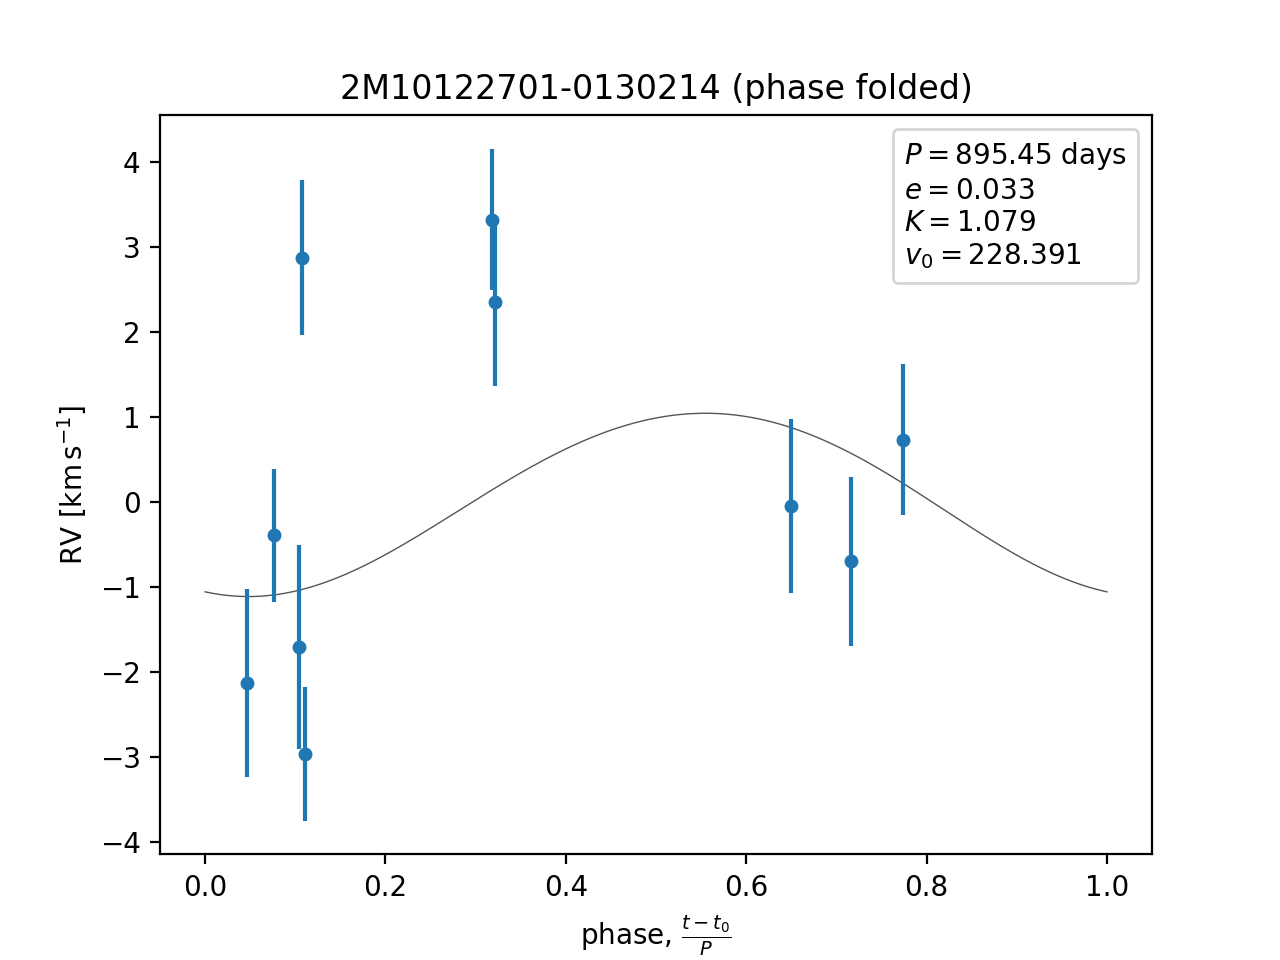 2M10122701-0130214 (phase folded)
P = 895.45 days
e = 0.033
K = 1.079
v₀ = 228.391
4
3
2
1
0
−1
−2
−3
−4
RV [km s⁻¹]
0.0 0.2 0.4 0.6 0.8 1.0
phase, (t − t₀)/P